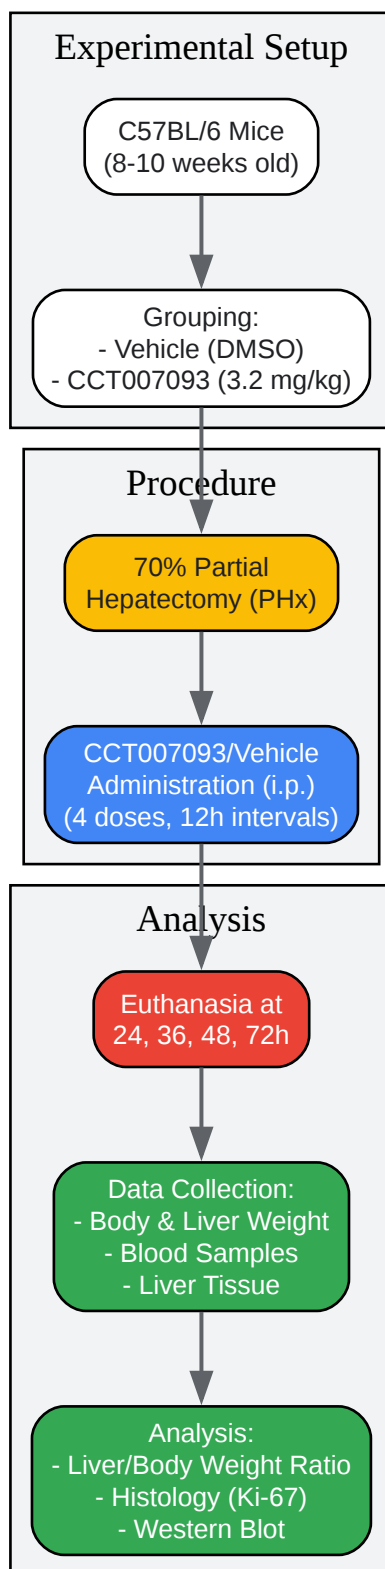 Experimental Setup
C57BL/6 Mice
(8-10 weeks old)
Grouping:
- Vehicle (DMSO)
- CCT007093 (3.2 mg/kg)
Procedure
70% Partial
Hepatectomy (PHx)
CCT007093/Vehicle
Administration (i.p.)
(4 doses, 12h intervals)
Analysis
Euthanasia at
24, 36, 48, 72h
Data Collection:
- Body & Liver Weight
- Blood Samples
- Liver Tissue
Analysis:
- Liver/Body Weight Ratio
- Histology (Ki-67)
- Western Blot